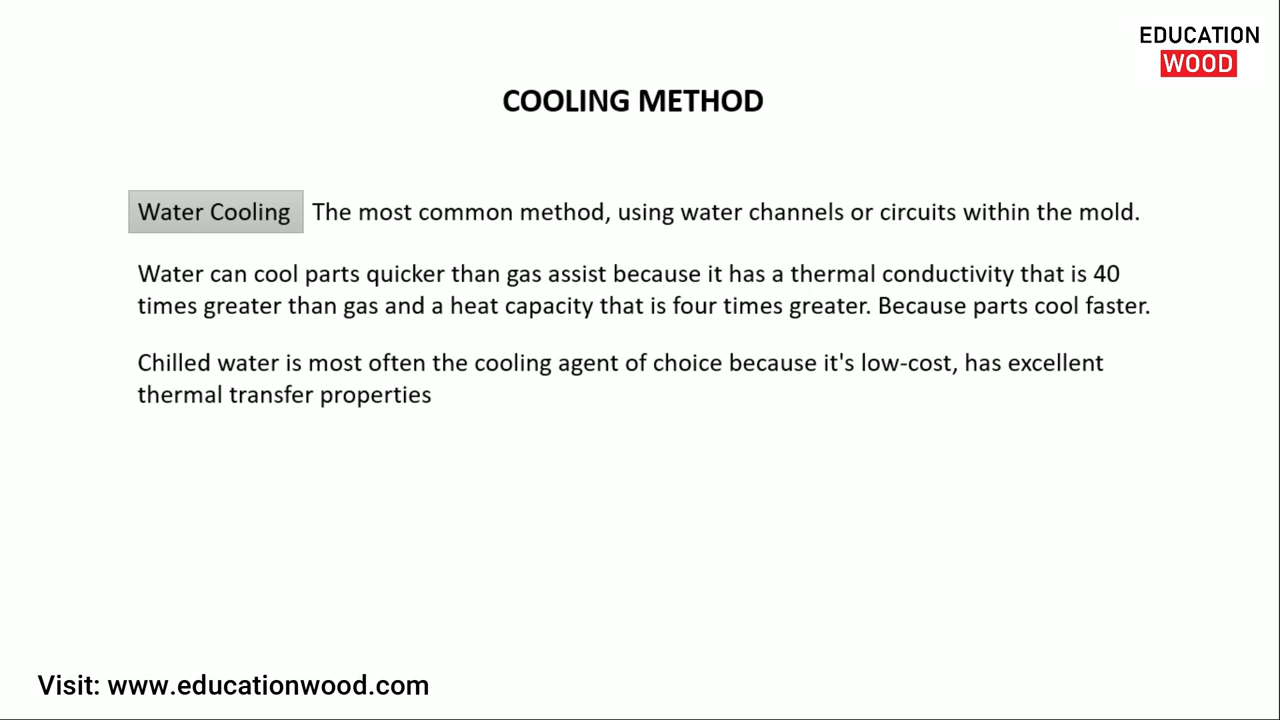 EDUCATION
WOOD
COOLING METHOD
Water Cooling The most common method, using water channels or circuits within the mold.
Water can cool parts quicker than gas assist because it has a thermal conductivity that is 40
times greater than gas and a heat capacity that is four times greater. Because parts cool faster.
Chilled water is most often the cooling agent of choice because it's low-cost, has excellent
thermal transfer properties
Visit: www.educationwood.com